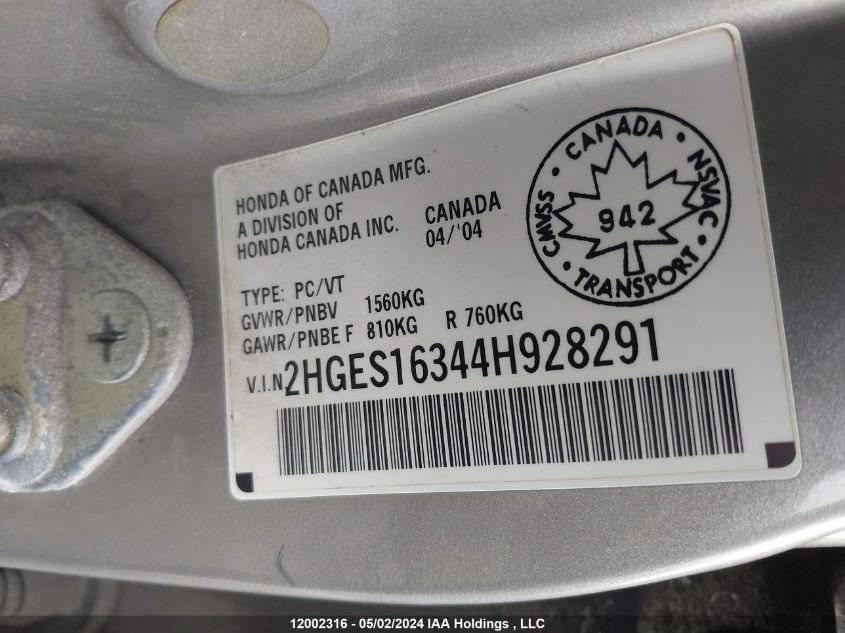 HONDA OF CANADA MFG.
A DIVISION OF
HONDA CANADA INC.
CANADA
04/'04
TYPE: PC/VT
GVWR/PNBV 1560KG
GAWR/PNBE F 810KG R 760KG
V.I.N. 2HGES16344H928291
• CANADA •
CMVSS
942
NSVAC
• TRANSPORT •
12002316 - 05/02/2024 IAA Holdings , LLC